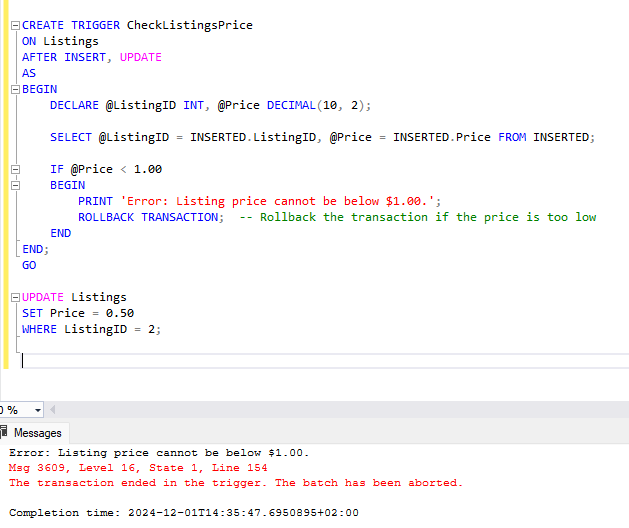 CREATE TRIGGER CheckListingsPrice
ON Listings
AFTER INSERT, UPDATE
AS
BEGIN
DECLARE @ListingID INT, @Price DECIMAL(10, 2);
SELECT @ListingID = INSERTED.ListingID, @Price = INSERTED.Price FROM INSERTED;
IF @Price < 1.00
BEGIN
PRINT 'Error: Listing price cannot be below $1.00.';
ROLLBACK TRANSACTION;  -- Rollback the transaction if the price is too low
END
END;
GO
UPDATE Listings
SET Price = 0.50
WHERE ListingID = 2;
0 %
Messages
Error: Listing price cannot be below $1.00.
Msg 3609, Level 16, State 1, Line 154
The transaction ended in the trigger. The batch has been aborted.
Completion time: 2024-12-01T14:35:47.6950895+02:00